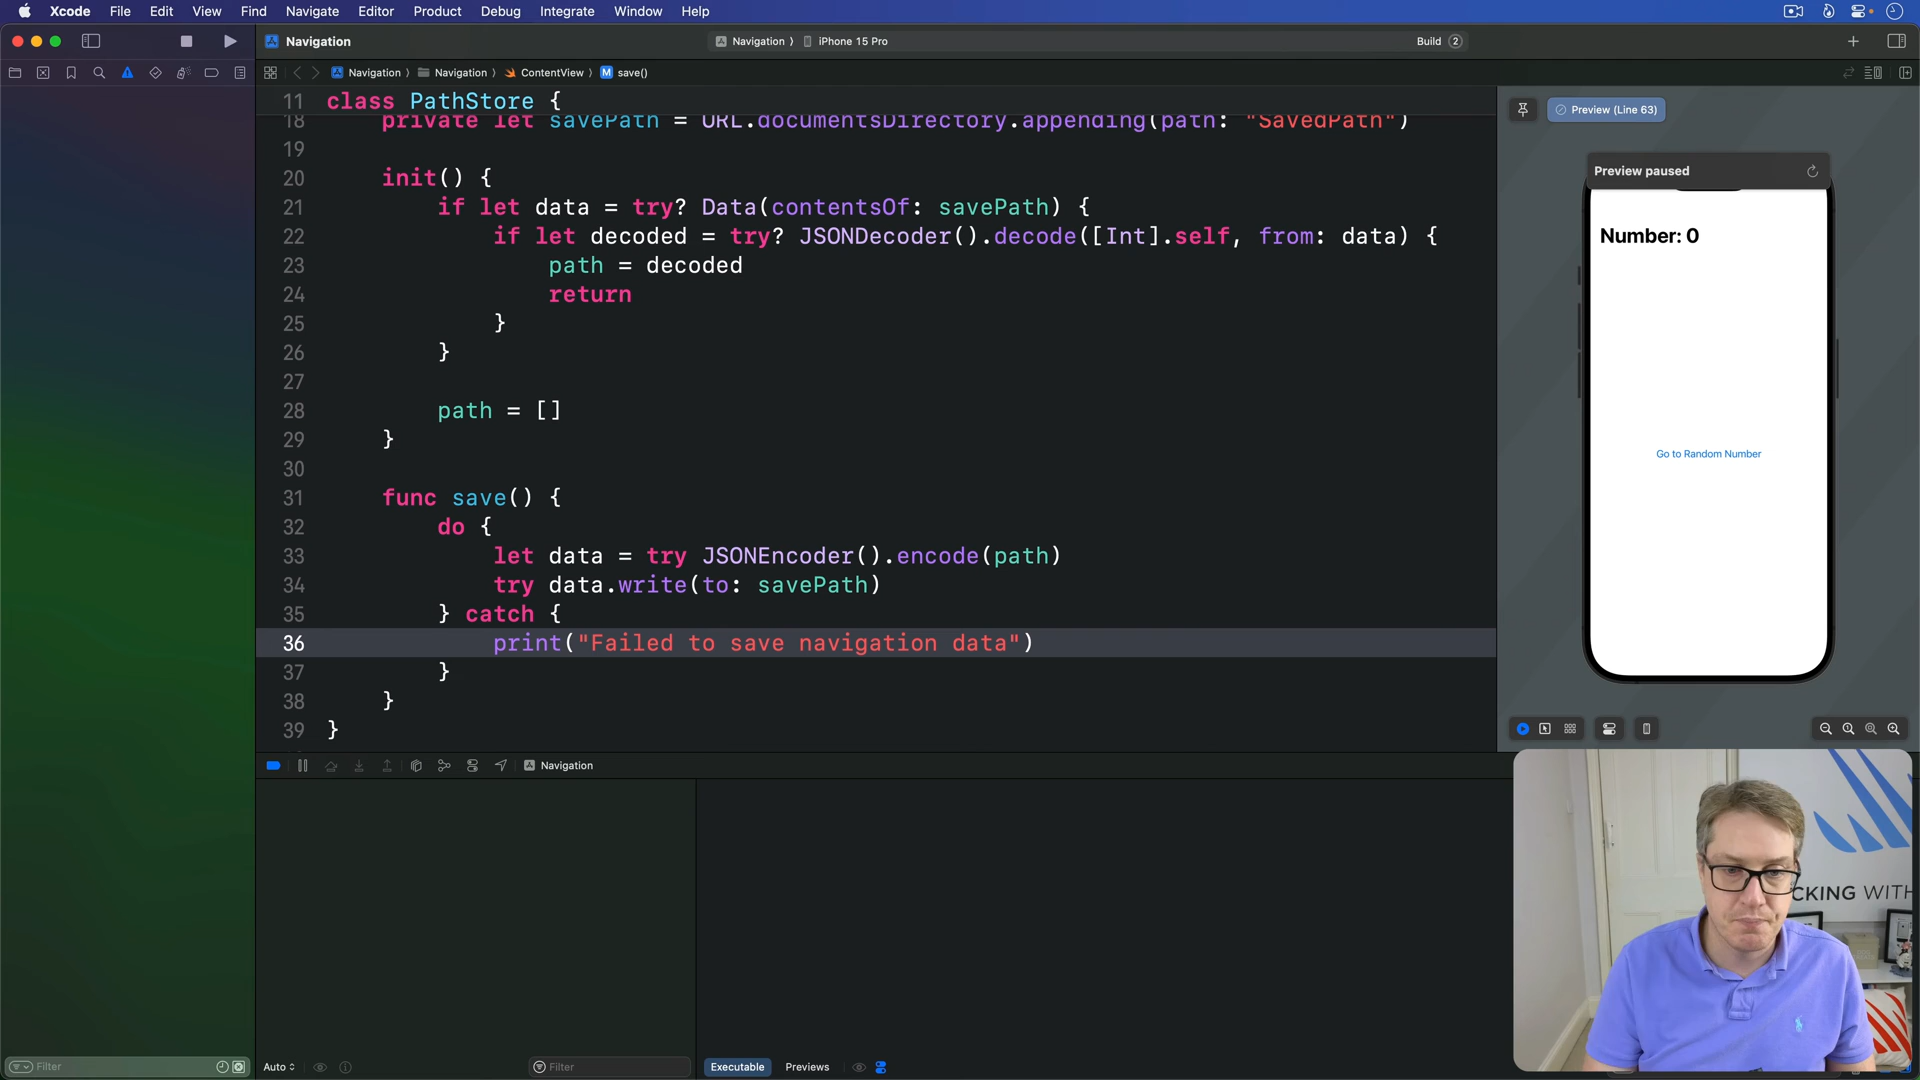 Xcode File Edit View Find Navigate Editor Product Debug Integrate Window Help
Navigation
Navigation 〉 iPhone 15 Pro
Build 2
Navigation 〉 Navigation 〉 ContentView 〉 M save()
11 class PathStore {
18 private let savePath = URL.documentsDirectory.appending(path: "SavedPath")
19
20 init() {
21 if let data = try? Data(contentsOf: savePath) {
22 if let decoded = try? JSONDecoder().decode([Int].self, from: data) {
23 path = decoded
24 return
25 }
26 }
27
28 path = []
29 }
30
31 func save() {
32 do {
33 let data = try JSONEncoder().encode(path)
34 try data.write(to: savePath)
35 } catch {
36 print("Failed to save navigation data")
37 }
38 }
39 }
Preview (Line 63)
Preview paused
Number: 0
Go to Random Number
Navigation
CKING WITH
Filter
Auto
Filter
Executable Previews